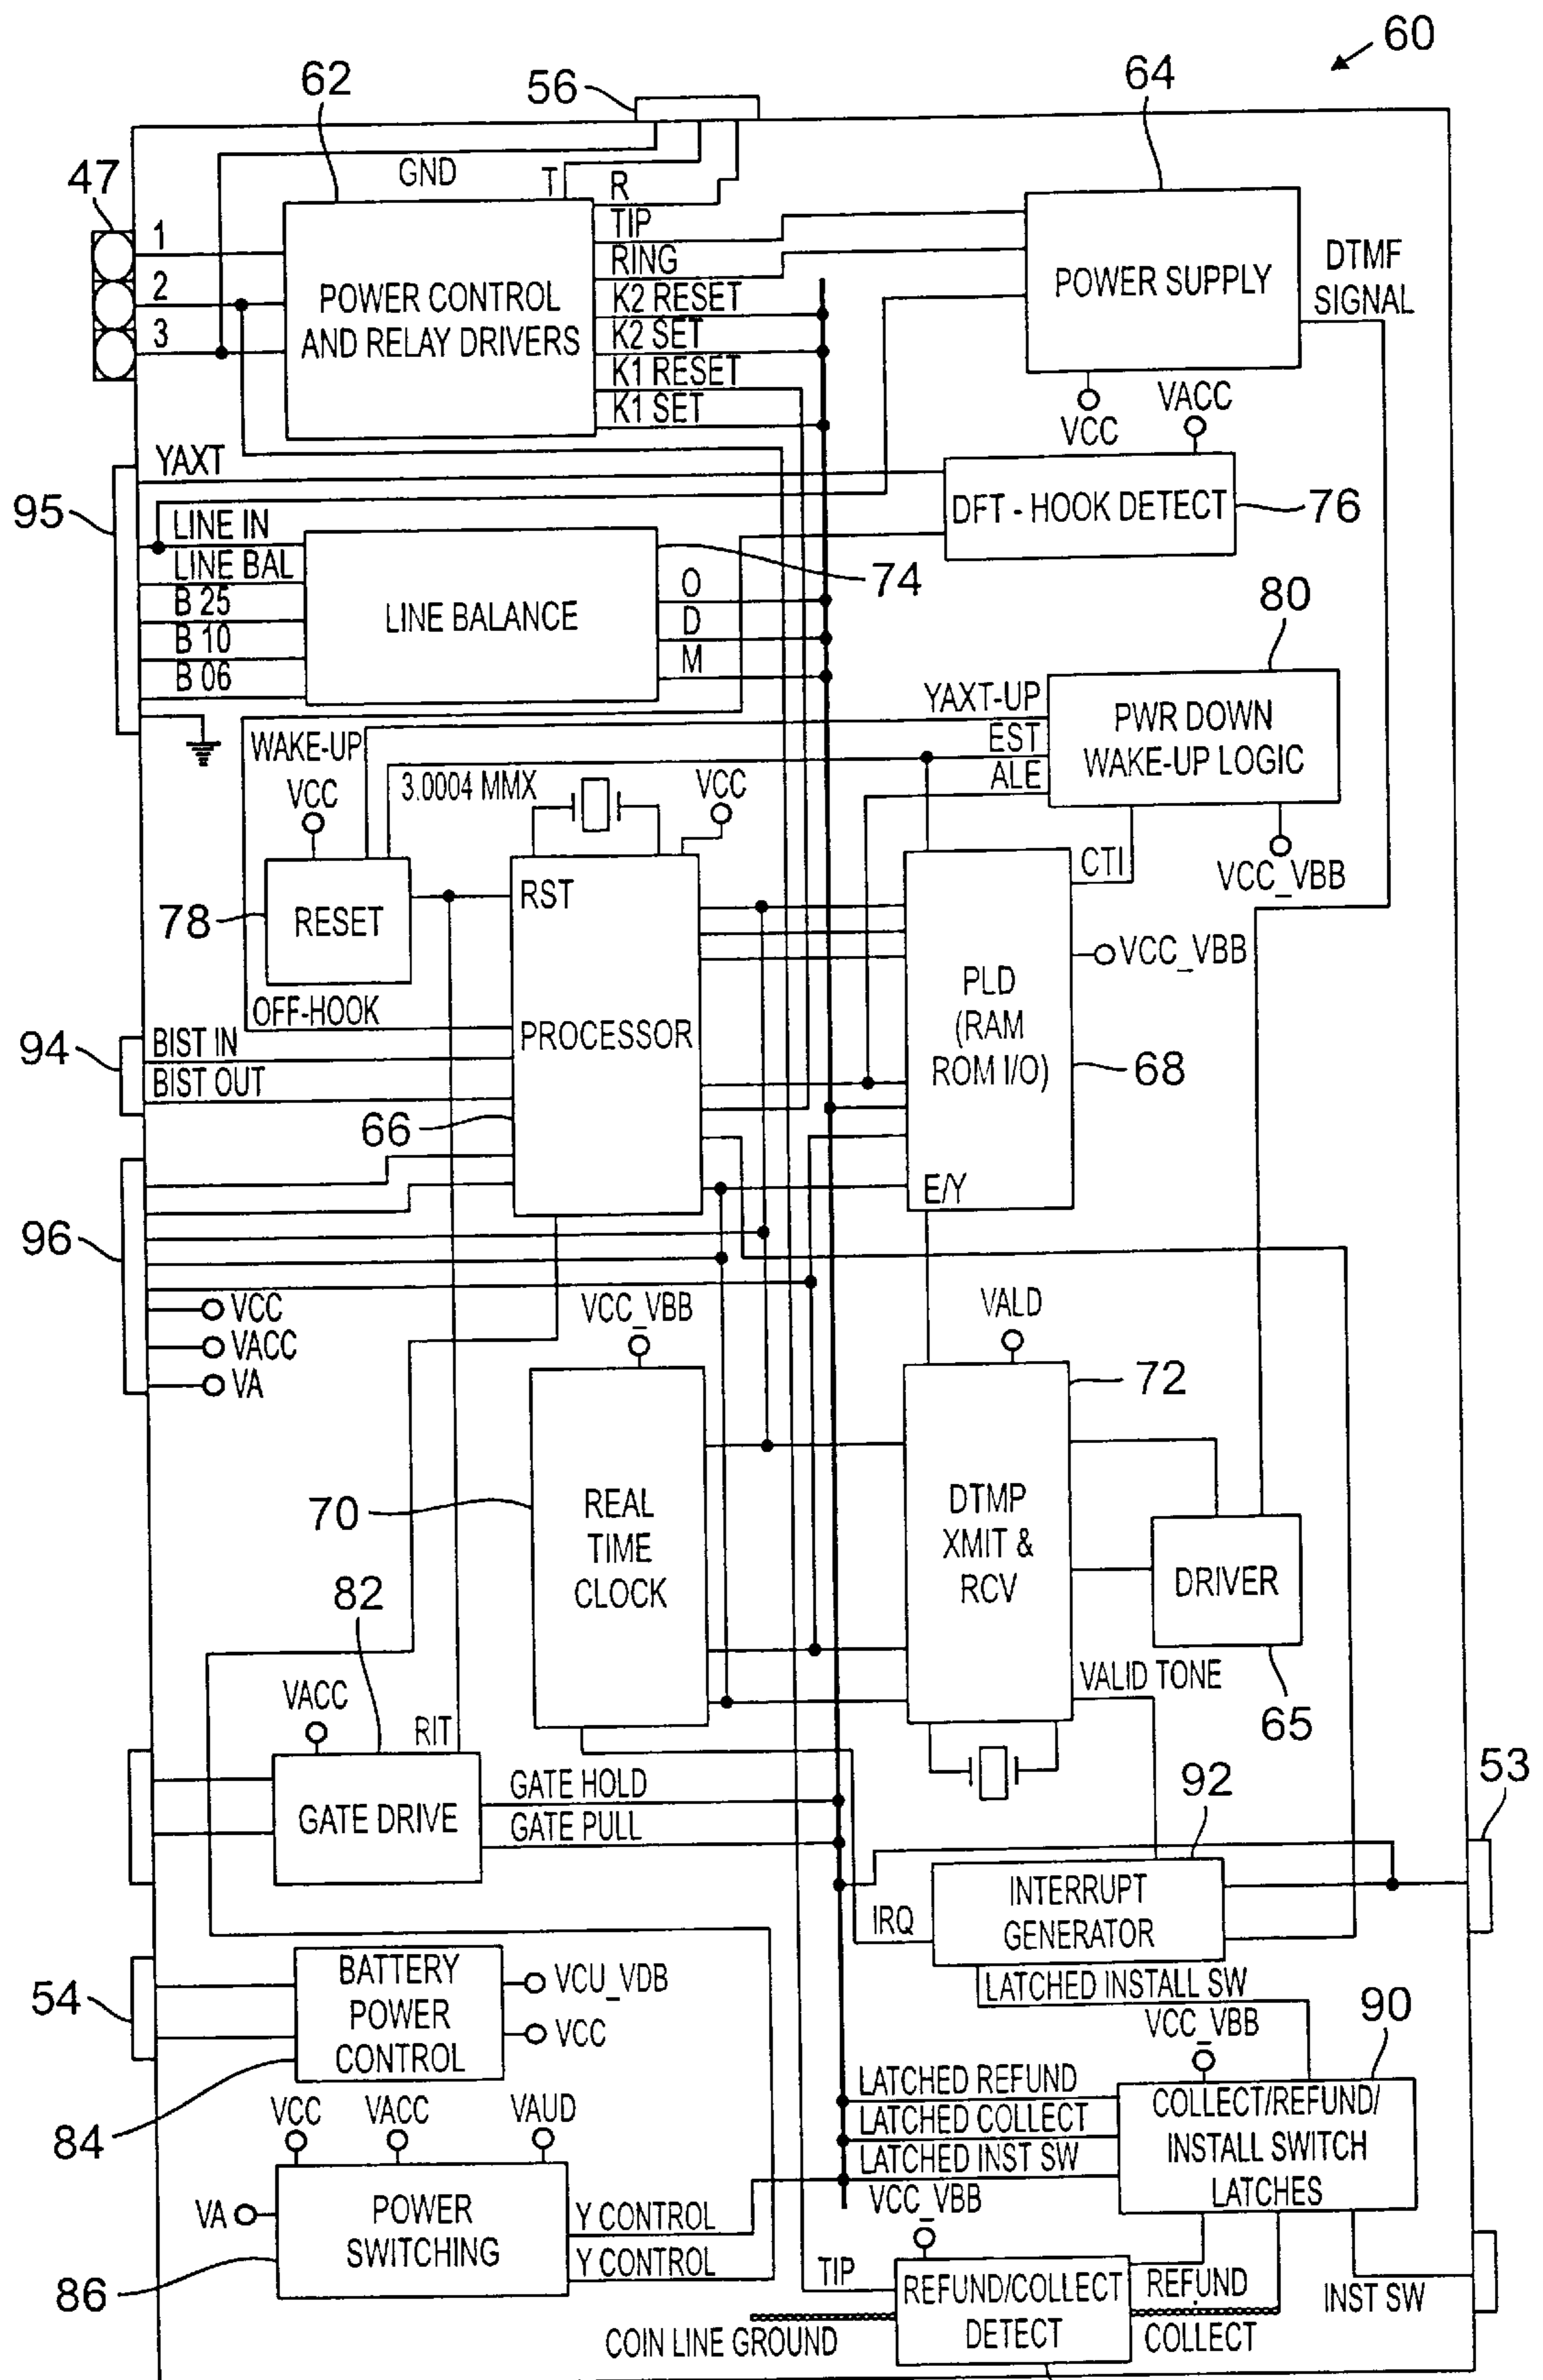 60
62
56
64
47
GND
T
R
1
TIP
RING
2
K2 RESET
K2 SET
3
K1 RESET
K1 SET
POWER CONTROL
AND RELAY DRIVERS
POWER SUPPLY
DTMF
SIGNAL
VCC
VACC
YAXT
95
DFT - HOOK DETECT
76
LINE IN
LINE BAL
B 25
B 10
B 06
LINE BALANCE
74
O
D
M
80
YAXT-UP
EST
ALE
PWR DOWN
WAKE-UP LOGIC
WAKE-UP
VCC
3.0004 MMX
VCC
CTI
VCC_VBB
78
RESET
RST
VCC_VBB
OFF-HOOK
PROCESSOR
PLD
(RAM
ROM I/O)
68
94
BIST IN
BIST OUT
66
E/Y
96
VCC
VACC
VA
VCC_VBB
VALD
72
70
REAL
TIME
CLOCK
DTMP
XMIT &
RCV
DRIVER
65
VALID TONE
82
VACC
RIT
GATE DRIVE
GATE HOLD
GATE PULL
92
53
INTERRUPT
GENERATOR
IRQ
LATCHED INSTALL SW
54
BATTERY
POWER
CONTROL
VCU_VDB
VCC
84
VCC_VBB
90
LATCHED REFUND
LATCHED COLLECT
LATCHED INST SW
COLLECT/REFUND/
INSTALL SWITCH
LATCHES
VCC
VACC
VAUD
VA
POWER
SWITCHING
Y CONTROL
Y CONTROL
86
VCC_VBB
TIP
REFUND/COLLECT
DETECT
REFUND
COLLECT
INST SW
COIN LINE GROUND